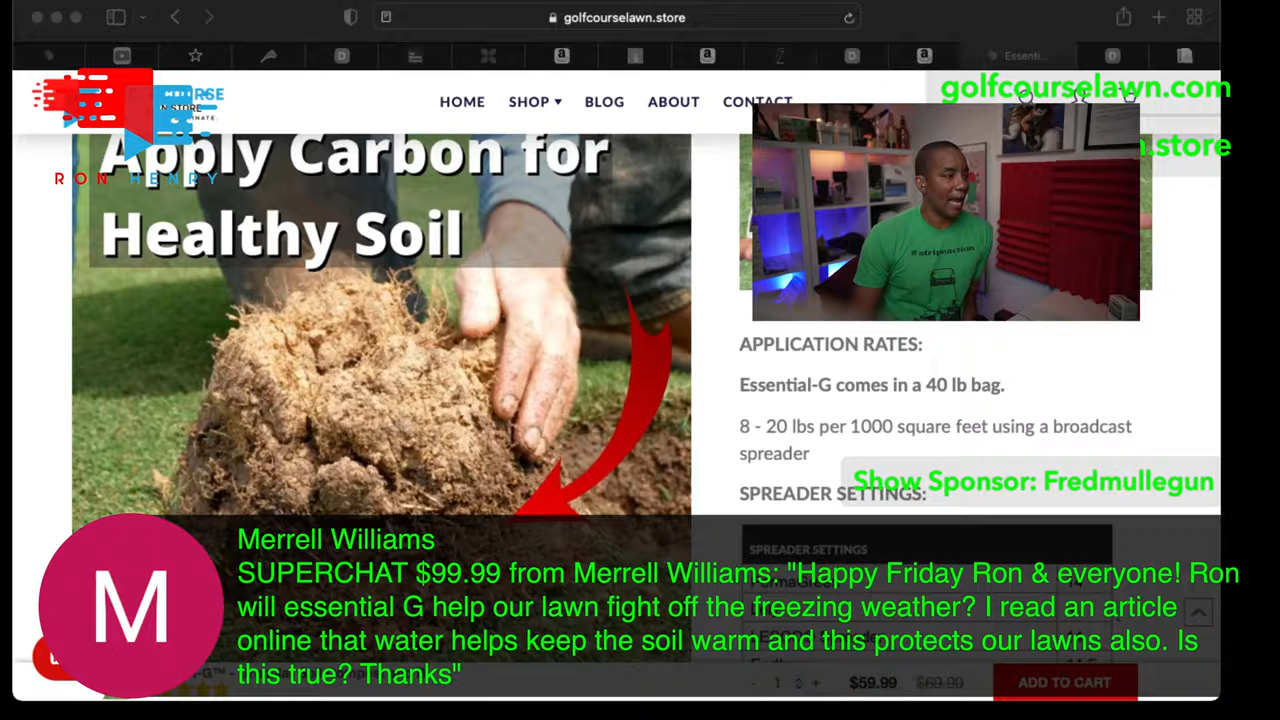 golfcourselawn.store
Essenti...
golfcourselawn.com
HOME SHOP BLOG ABOUT CONTACT
.store
RON HENRY
Apply Carbon for
Healthy Soil
#stripeaction
APPLICATION RATES:
Essential-G comes in a 40 lb bag.
8 - 20 lbs per 1000 square feet using a broadcast
spreader
Show Sponsor: Fredmullegun
SPREADER SETTINGS:
SPREADER SETTINGS
M
Merrell Williams
SUPERCHAT $99.99 from Merrell Williams: "Happy Friday Ron & everyone! Ron
will essential G help our lawn fight off the freezing weather? I read an article
online that water helps keep the soil warm and this protects our lawns also. Is
this true? Thanks"
- 1 + $59.99 $69.99 ADD TO CART